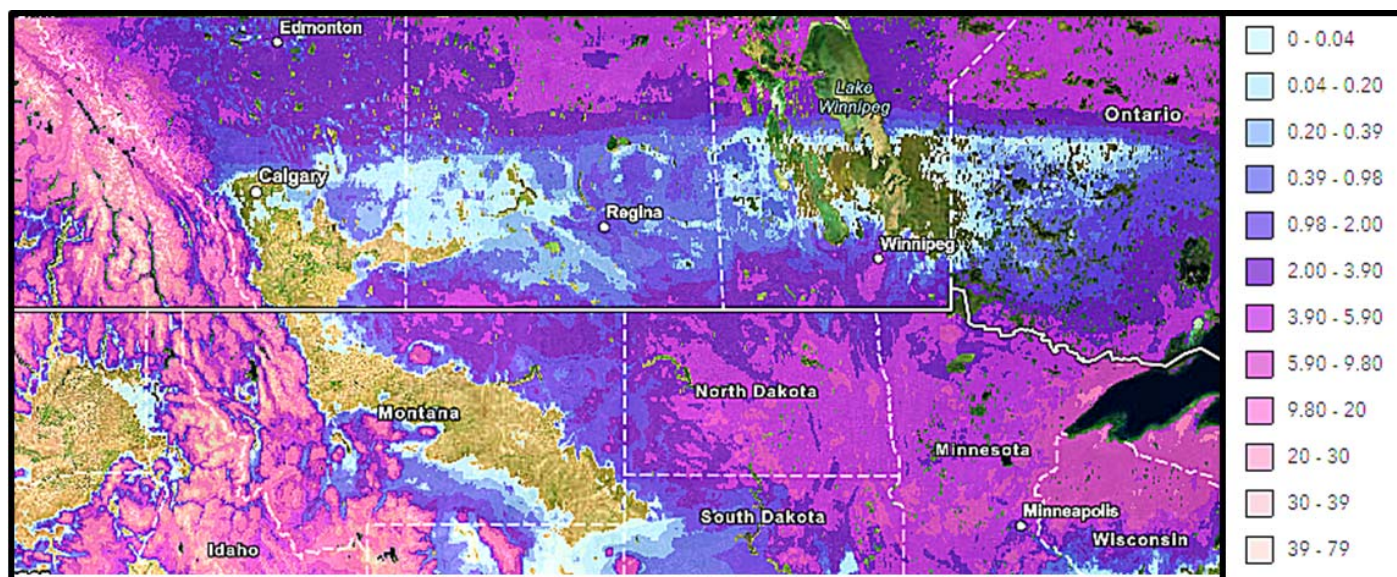 Edmonton
Lake
Winnipeg
Ontario
Calgary
Regina
Winnipeg
North Dakota
Montana
Minnesota
South Dakota
Minneapolis
Wisconsin
Idaho
0 - 0.04
0.04 - 0.20
0.20 - 0.39
0.39 - 0.98
0.98 - 2.00
2.00 - 3.90
3.90 - 5.90
5.90 - 9.80
9.80 - 20
20 - 30
30 - 39
39 - 79